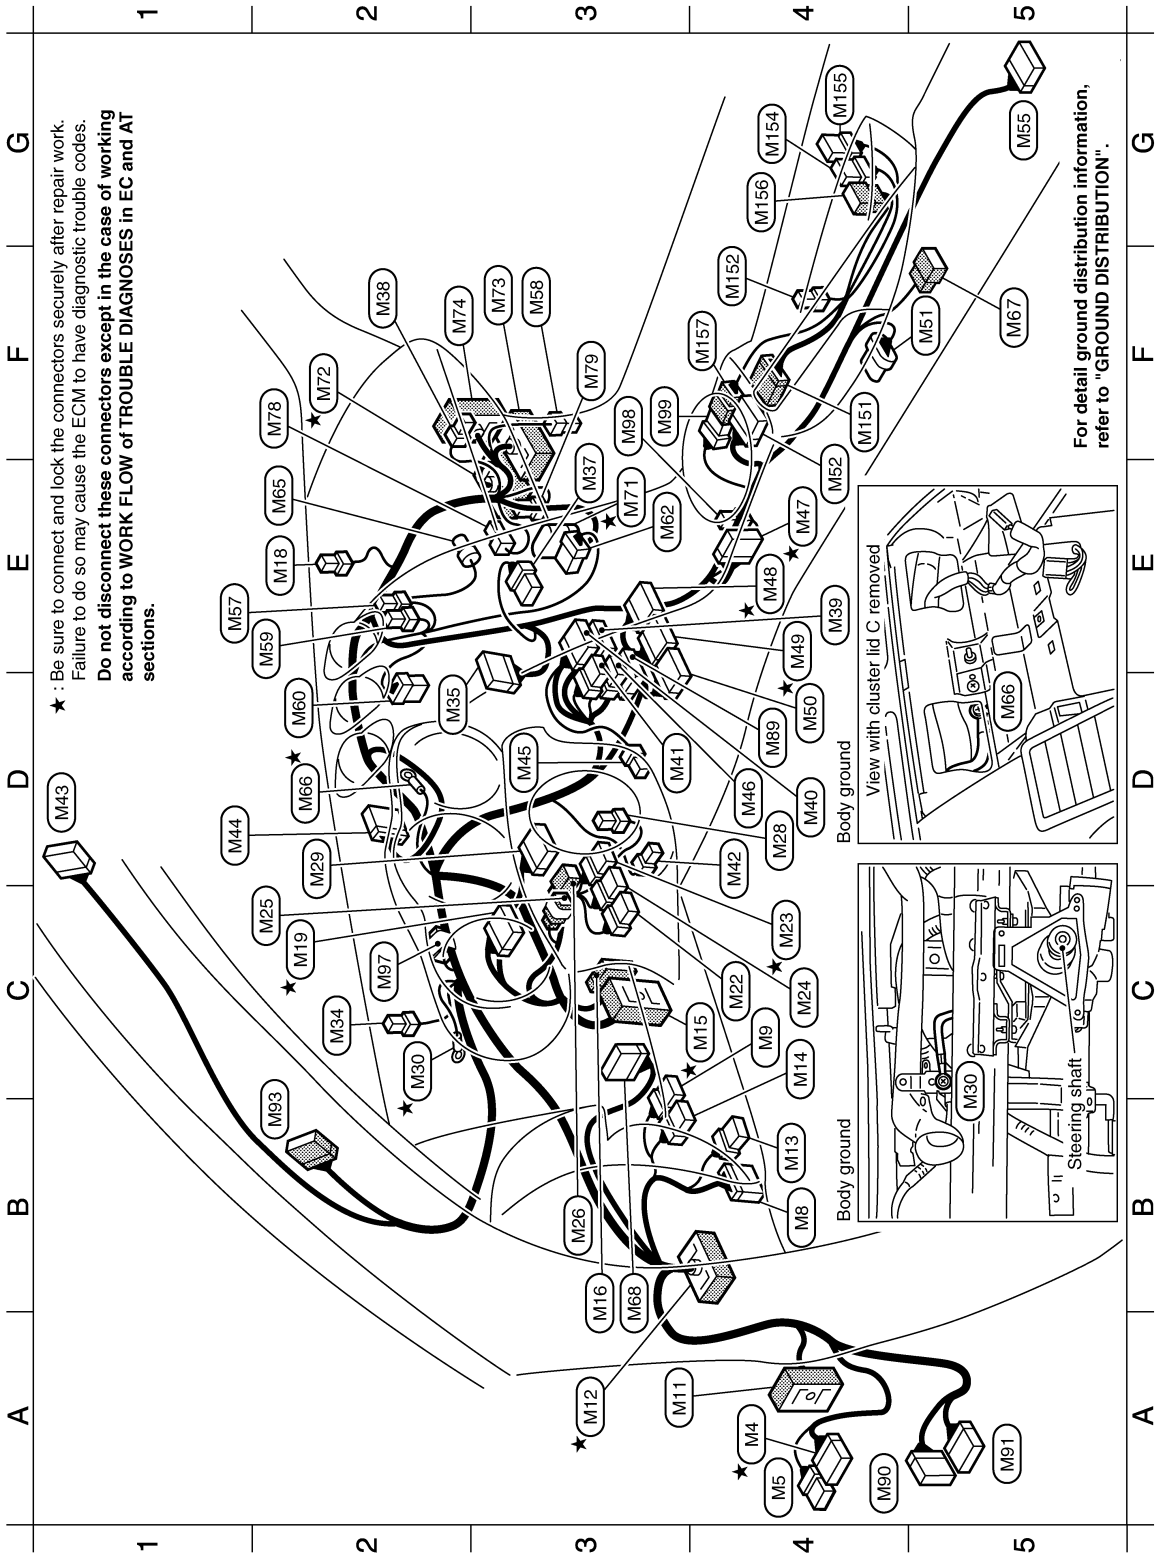 ★ : Be sure to connect and lock the connectors securely after repair work.
Failure to do so may cause the ECM to have diagnostic trouble codes.
Do not disconnect these connectors except in the case of working
according to WORK FLOW of TROUBLE DIAGNOSES in EC and AT
sections.
A
B
C
D
E
F
G
1
M43
M93
2
M18
M57
M59
M60
★
M66
M44
M29
M25
★ M19
M97
M34
★ M30
M65
M78
★ M72
M38
M74
M73
M58
M79
M37
★ M71
M62
M98
M99
M157
3
M35
M45
M41
M26
M16
M68
★ M12
M11
M46
M40
M89
M50 ★
M49
M39
M48 ★
M47 ★
M28
M42
M23
M24 ★
M22
M15 ★
M9
M14
M13
M8
4
M152
M156
M154
M155
M151
M52
★ M4
M5
M90
M91
5
M51
M67
M55
For detail ground distribution information,
refer to "GROUND DISTRIBUTION".
Body ground
M30
Steering shaft
Body ground
View with cluster lid C removed
M66
A
B
C
D
E
F
G
1
2
3
4
5